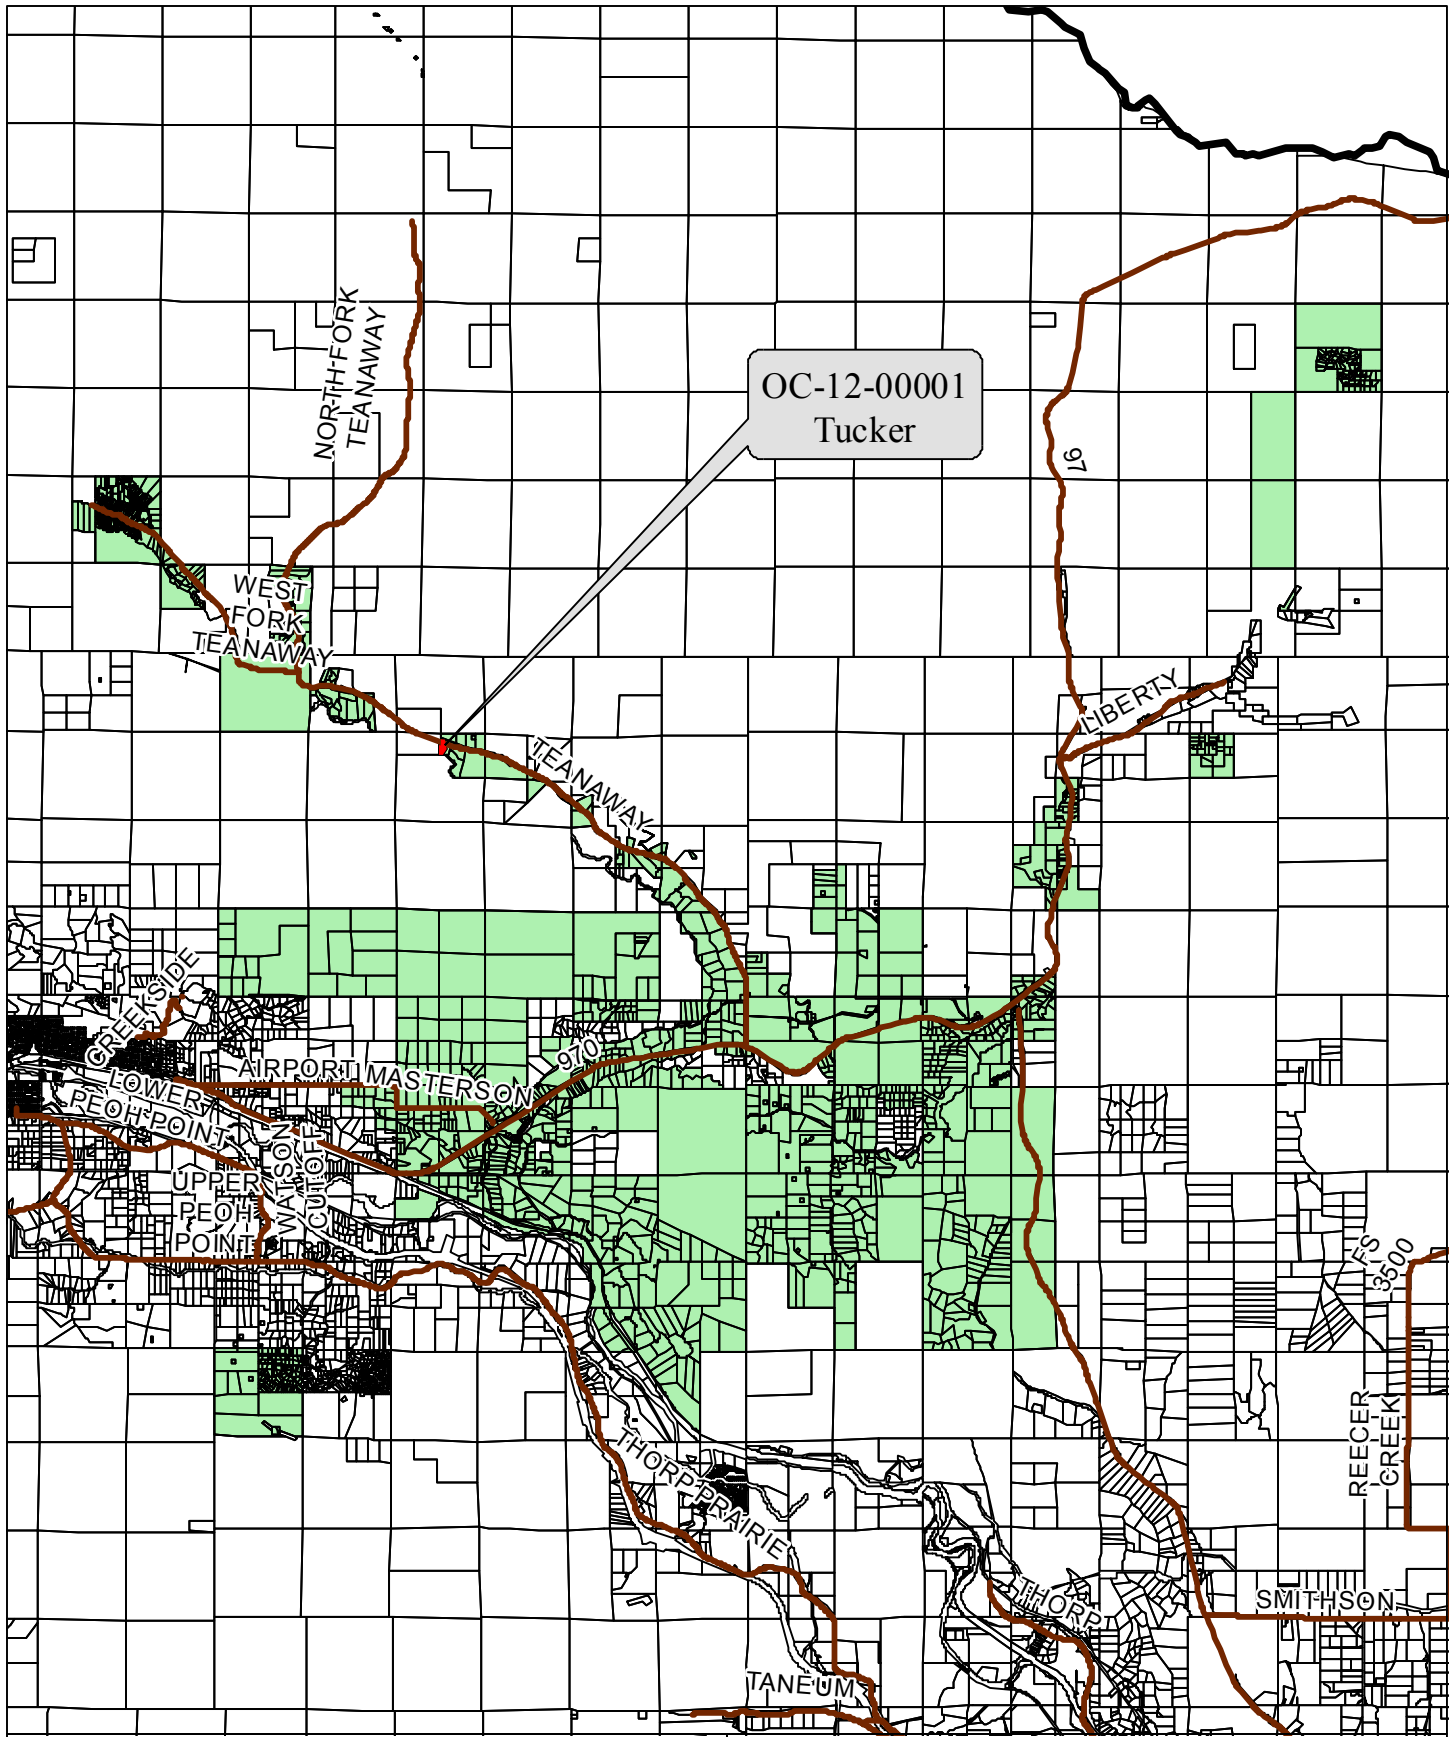 NORTH FORK
TEANAWAY
OC-12-00001
Tucker
97
WEST
FORK
TEANAWAY
LIBERTY
TEANAWAY
CREEKSIDE
970
AIRPORT
MASTERSON
LOWER
PEOH POINT
WATSON
CUTOFF
UPPER
PEOH
POINT
FS
3500
REECER
CREEK
THORP PRAIRIE
THORP
SMITHSON
TANEUM